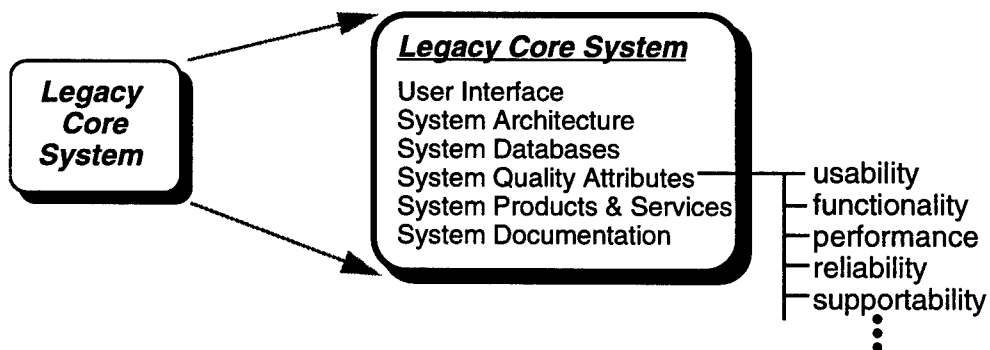 Legacy
Core
System
Legacy Core System
User Interface
System Architecture
System Databases
System Quality Attributes
System Products & Services
System Documentation
usability
functionality
performance
reliability
supportability